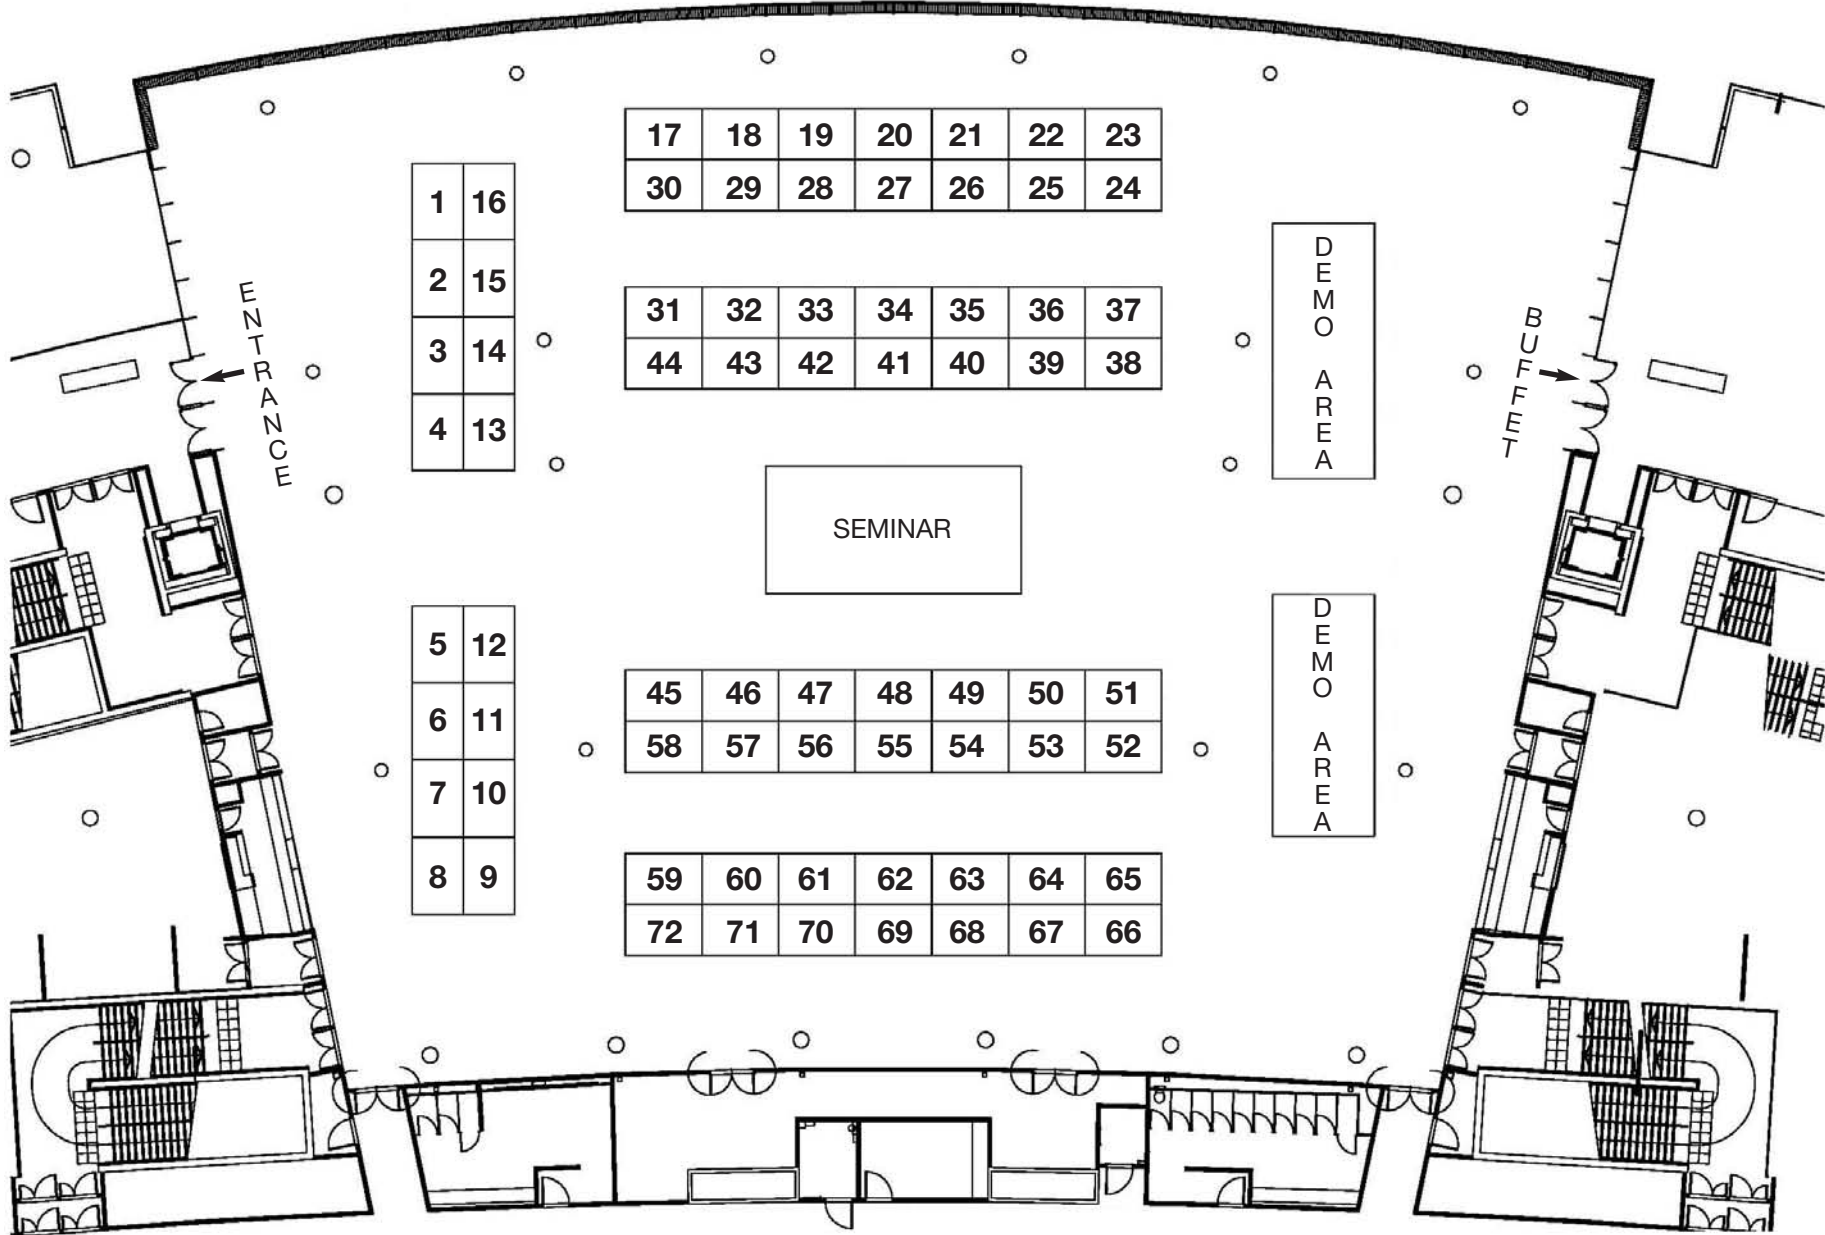 17 18 19 20 21 22 23
30 29 28 27 26 25 24
1 16
2 15
3 14
4 13
31 32 33 34 35 36 37
44 43 42 41 40 39 38
ENTRANCE
DEMO AREA
BUFFET
SEMINAR
5 12
6 11
7 10
8 9
45 46 47 48 49 50 51
58 57 56 55 54 53 52
DEMO AREA
59 60 61 62 63 64 65
72 71 70 69 68 67 66